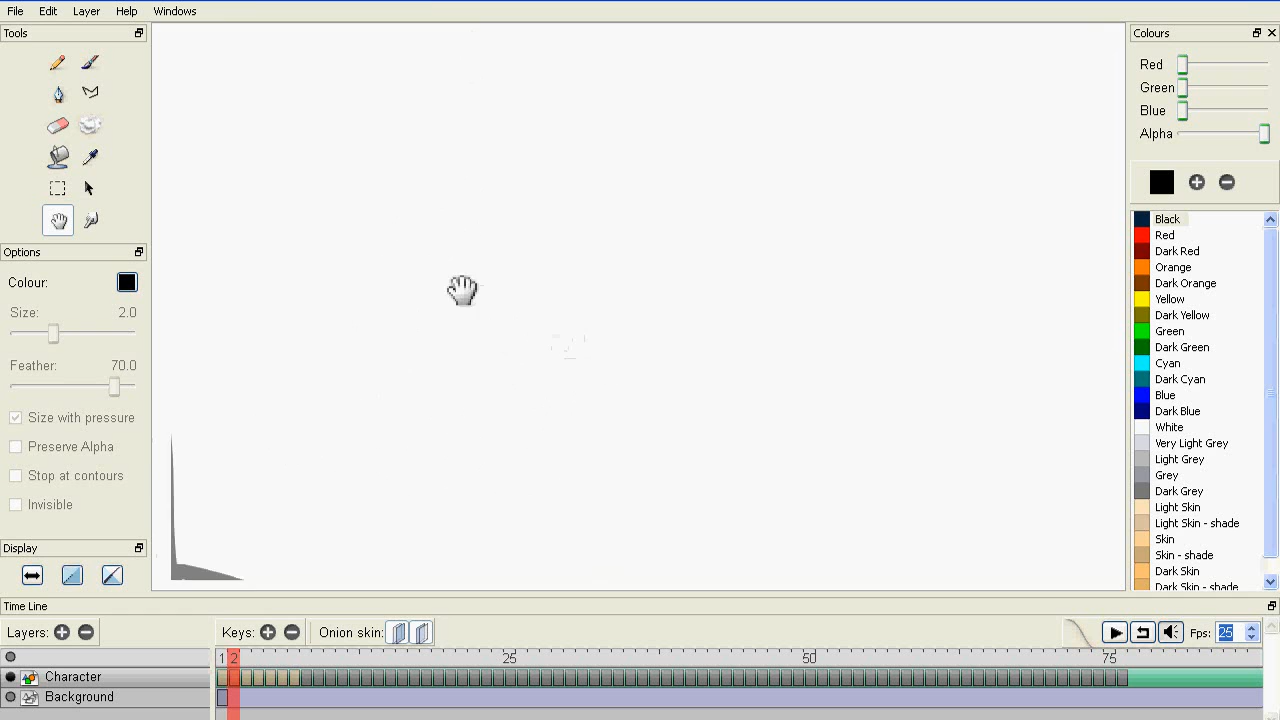 File Edit Layer Help Windows
Tools
Colours
Red
Green
Blue
Alpha
Options
Colour:
Size: 2.0
Feather: 70.0
Size with pressure
Preserve Alpha
Stop at contours
Invisible
Display
Black
Red
Dark Red
Orange
Dark Orange
Yellow
Dark Yellow
Green
Dark Green
Cyan
Dark Cyan
Blue
Dark Blue
White
Very Light Grey
Light Grey
Grey
Dark Grey
Light Skin
Light Skin - shade
Skin
Skin - shade
Dark Skin
Dark Skin - shade
Time Line
Layers: Keys: Onion skin: Fps: 25
1 2 25 50 75
Character
Background